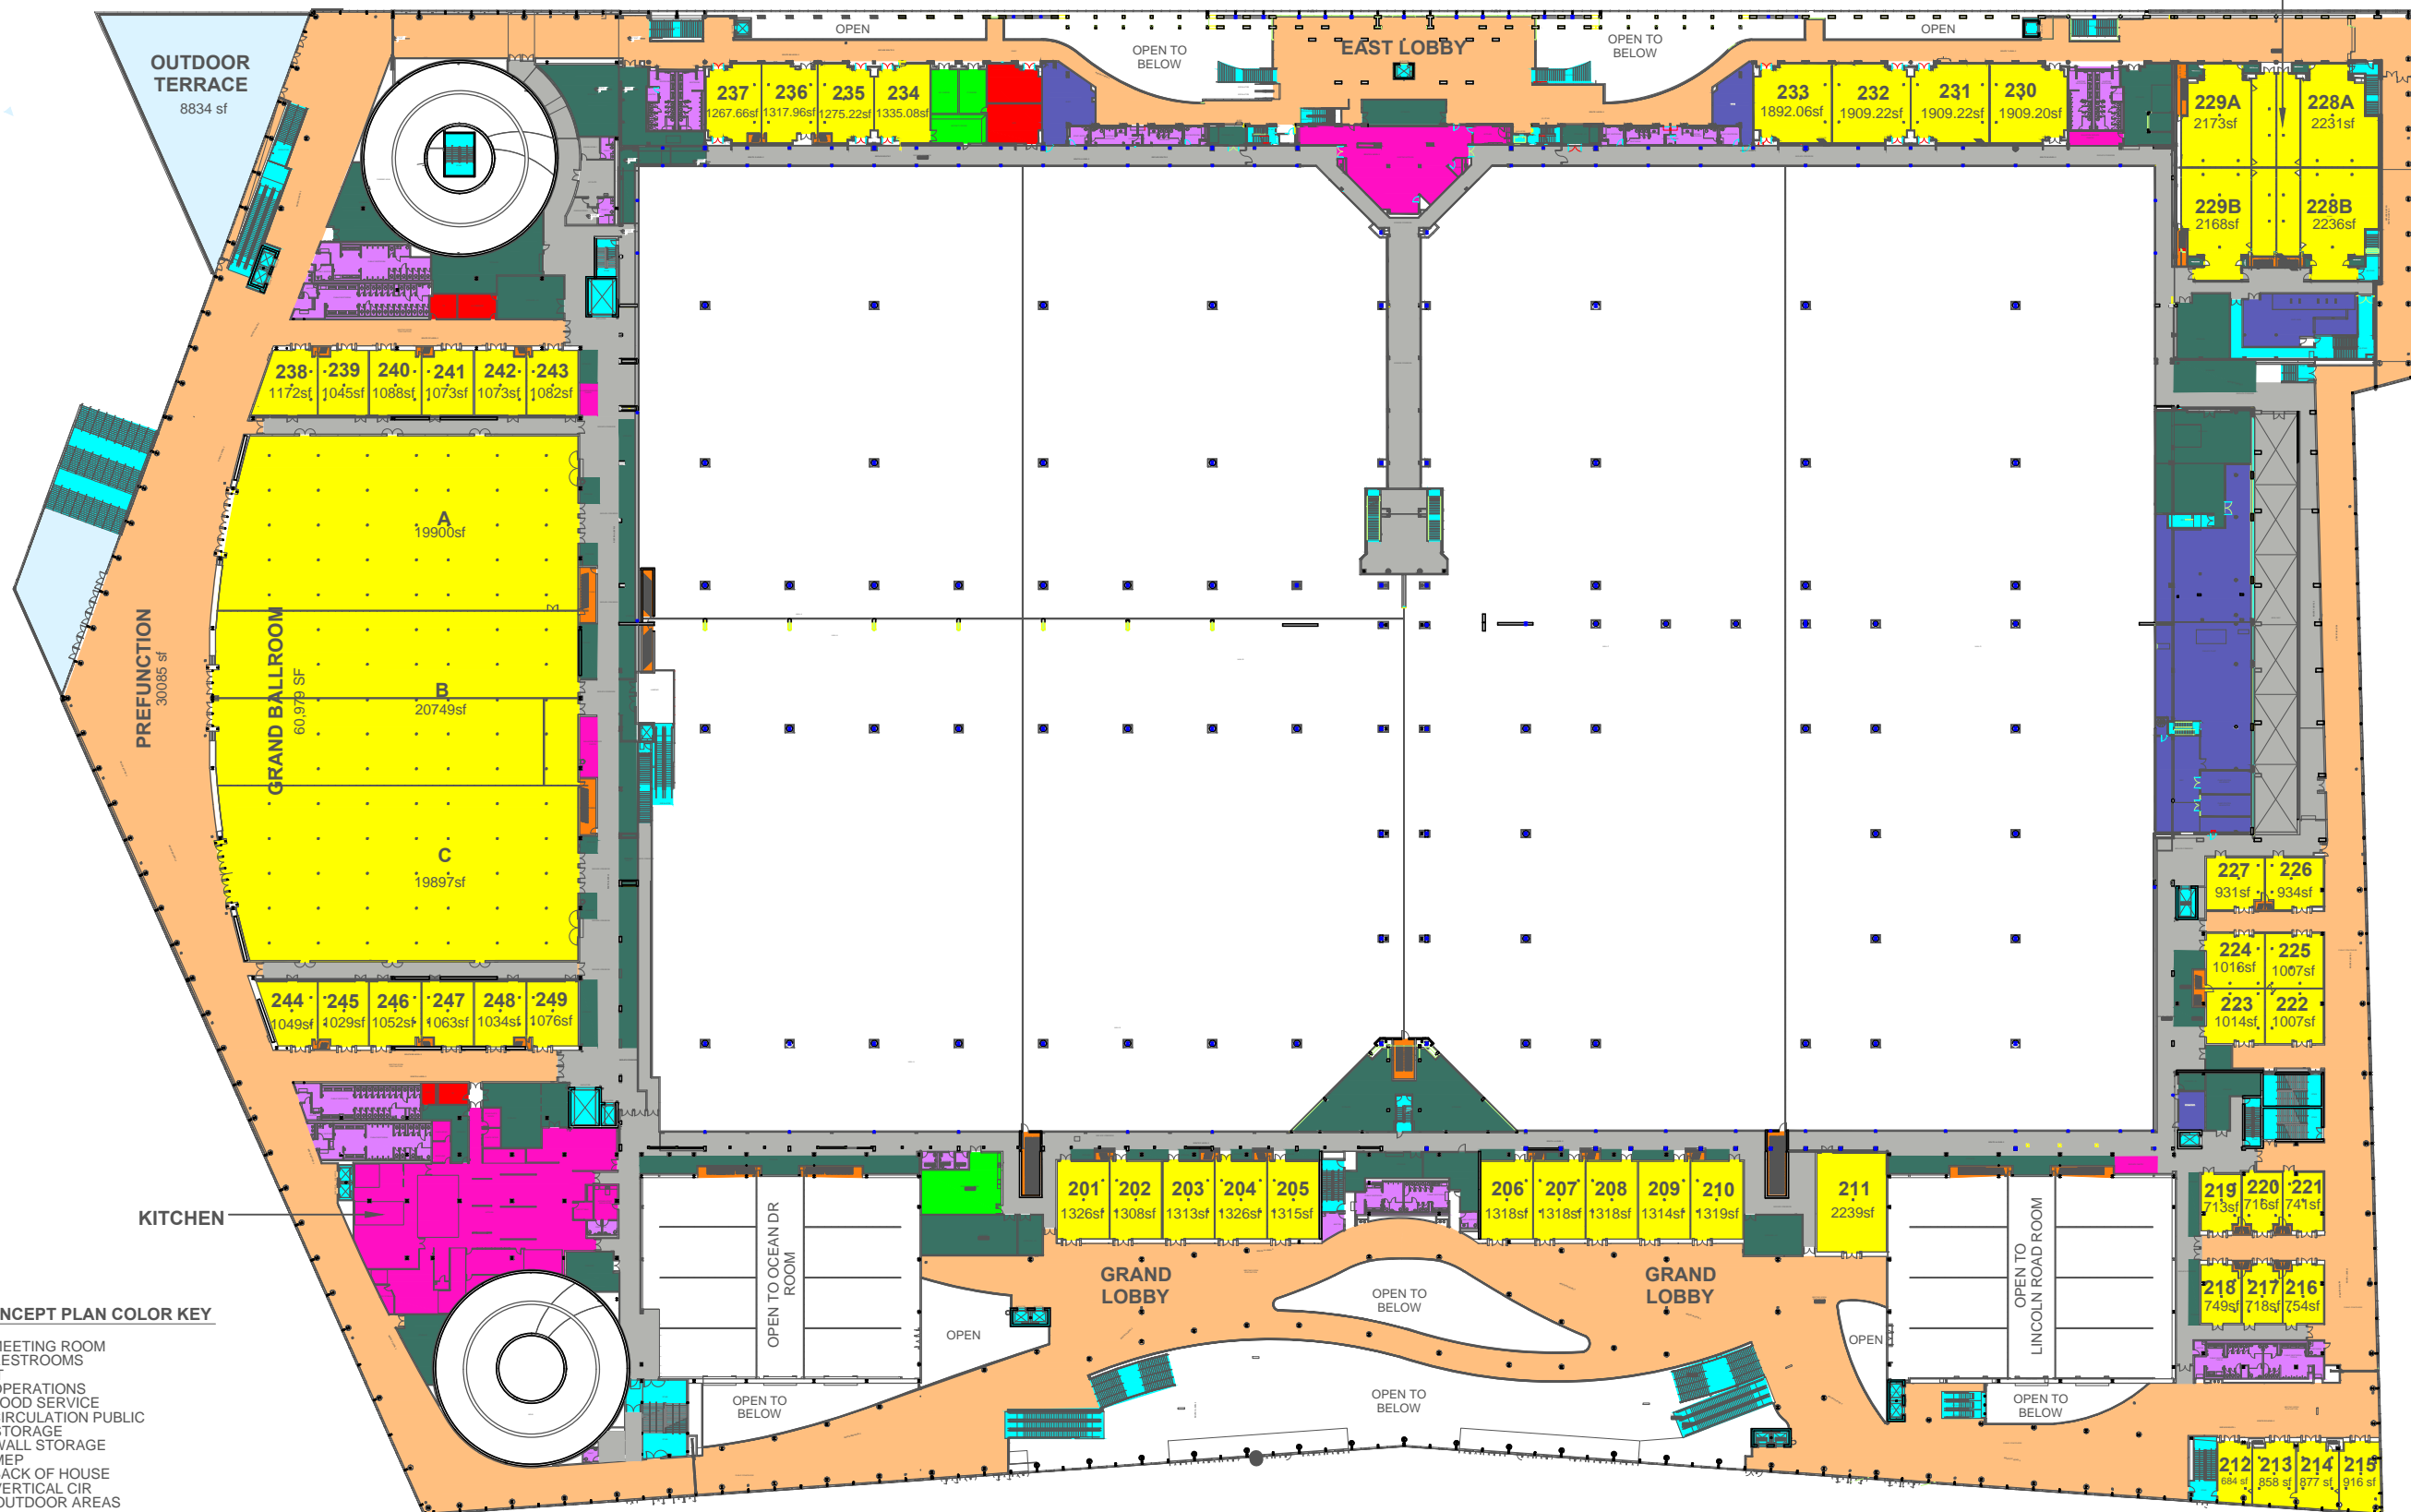 OUTDOOR
TERRACE
8834 sf
OPEN
OPEN TO
BELOW
EAST LOBBY
OPEN TO
BELOW
OPEN
237
1267.66sf
236
1317.96sf
235
1275.22sf
234
1335.08sf
233
1892.06sf
232
1909.22sf
231
1909.22sf
230
1909.20sf
229A
2173sf
228A
2231sf
229B
2168sf
228B
2236sf
238
1172sf
239
1045sf
240
1088sf
241
1073sf
242
1073sf
243
1082sf
PREFUNCTION
30085 sf
GRAND BALLROOM
60,979 SF
A
19900sf
B
20749sf
C
19897sf
227
931sf
226
934sf
224
1016sf
225
1007sf
223
1014sf
222
1007sf
244
1049sf
245
1029sf
246
1052sf
247
1063sf
248
1034sf
249
1076sf
KITCHEN
OPEN TO OCEAN DR
ROOM
201
1326sf
202
1308sf
203
1313sf
204
1326sf
205
1315sf
206
1318sf
207
1318sf
208
1318sf
209
1314sf
210
1319sf
211
2239sf
OPEN TO
LINCOLN ROAD ROOM
219
713sf
220
716sf
221
741sf
218
749sf
217
718sf
216
754sf
GRAND
LOBBY
OPEN TO
BELOW
GRAND
LOBBY
OPEN
OPEN
OPEN TO
BELOW
OPEN TO
BELOW
OPEN TO
BELOW
212
684 sf
213
858 sf
214
877 sf
215
916 sf
NCEPT PLAN COLOR KEY
MEETING ROOM
ESTROOMS
T
OPERATIONS
OOD SERVICE
CIRCULATION PUBLIC
STORAGE
WALL STORAGE
MEP
BACK OF HOUSE
VERTICAL CIR
OUTDOOR AREAS